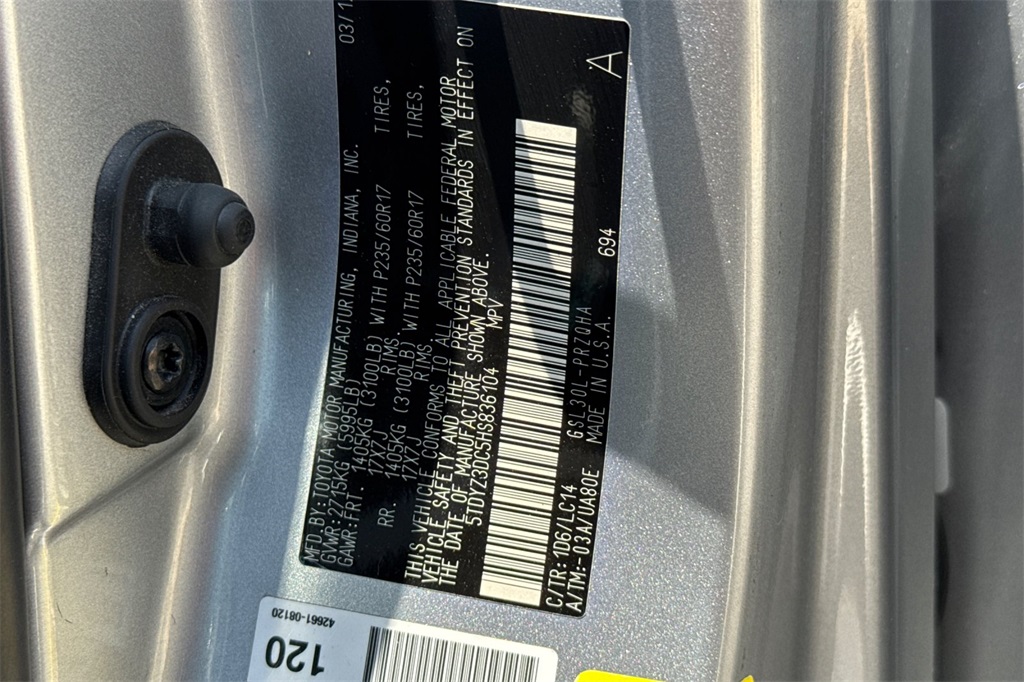 MFD.BY:TOYOTA MOTOR MANUFACTURING, INDIANA, INC. 03/1
GVWR:2715KG (5995LB)
GAWR:FRT. 1405KG (3100LB) WITH P235/60R17 TIRES,
17X7J RIMS,
RR. 1405KG (3100LB) WITH P235/60R17 TIRES,
17X7J RIMS.
THIS VEHICLE CONFORMS TO ALL APPLICABLE FEDERAL MOTOR
VEHICLE SAFETY AND THEFT PREVENTION STANDARDS IN EFFECT ON
THE DATE OF MANUFACTURE SHOWN ABOVE.
5TDYZ3DC5HS836104 MPV
C/TR:1D6/LC14 GSL30L-PRZQHA 694 A
A/TM:-03A/UA80E MADE IN U.S.A.
42661-08120
120